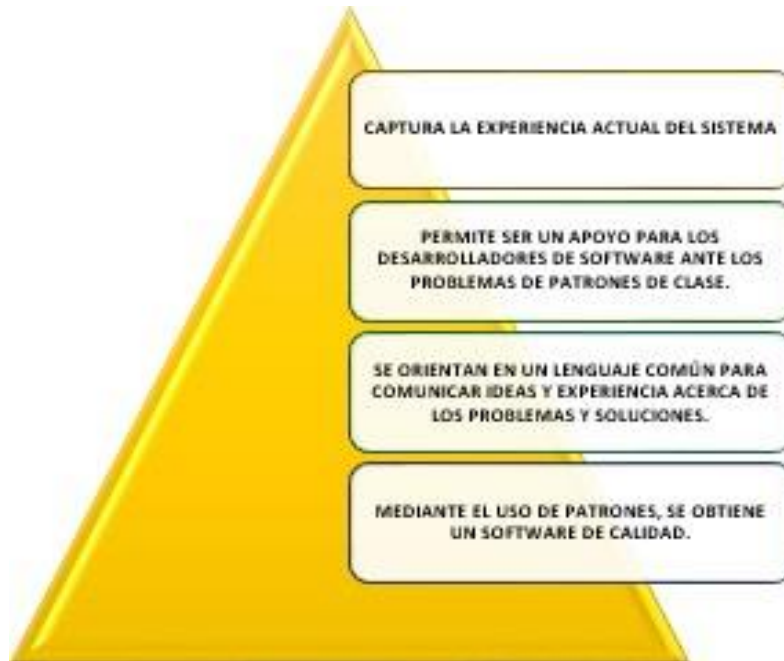 CAPTURA LA EXPERIENCIA ACTUAL DEL SISTEMA
PERMITE SER UN APOYO PARA LOS
DESARROLLADORES DE SOFTWARE ANTE LOS
PROBLEMAS DE PATRONES DE CLASE.
SE ORIENTAN EN UN LENGUAJE COMÚN PARA
COMUNICAR IDEAS Y EXPERIENCIA ACERCA DE
LOS PROBLEMAS Y SOLUCIONES.
MEDIANTE EL USO DE PATRONES, SE OBTIENE
UN SOFTWARE DE CALIDAD.